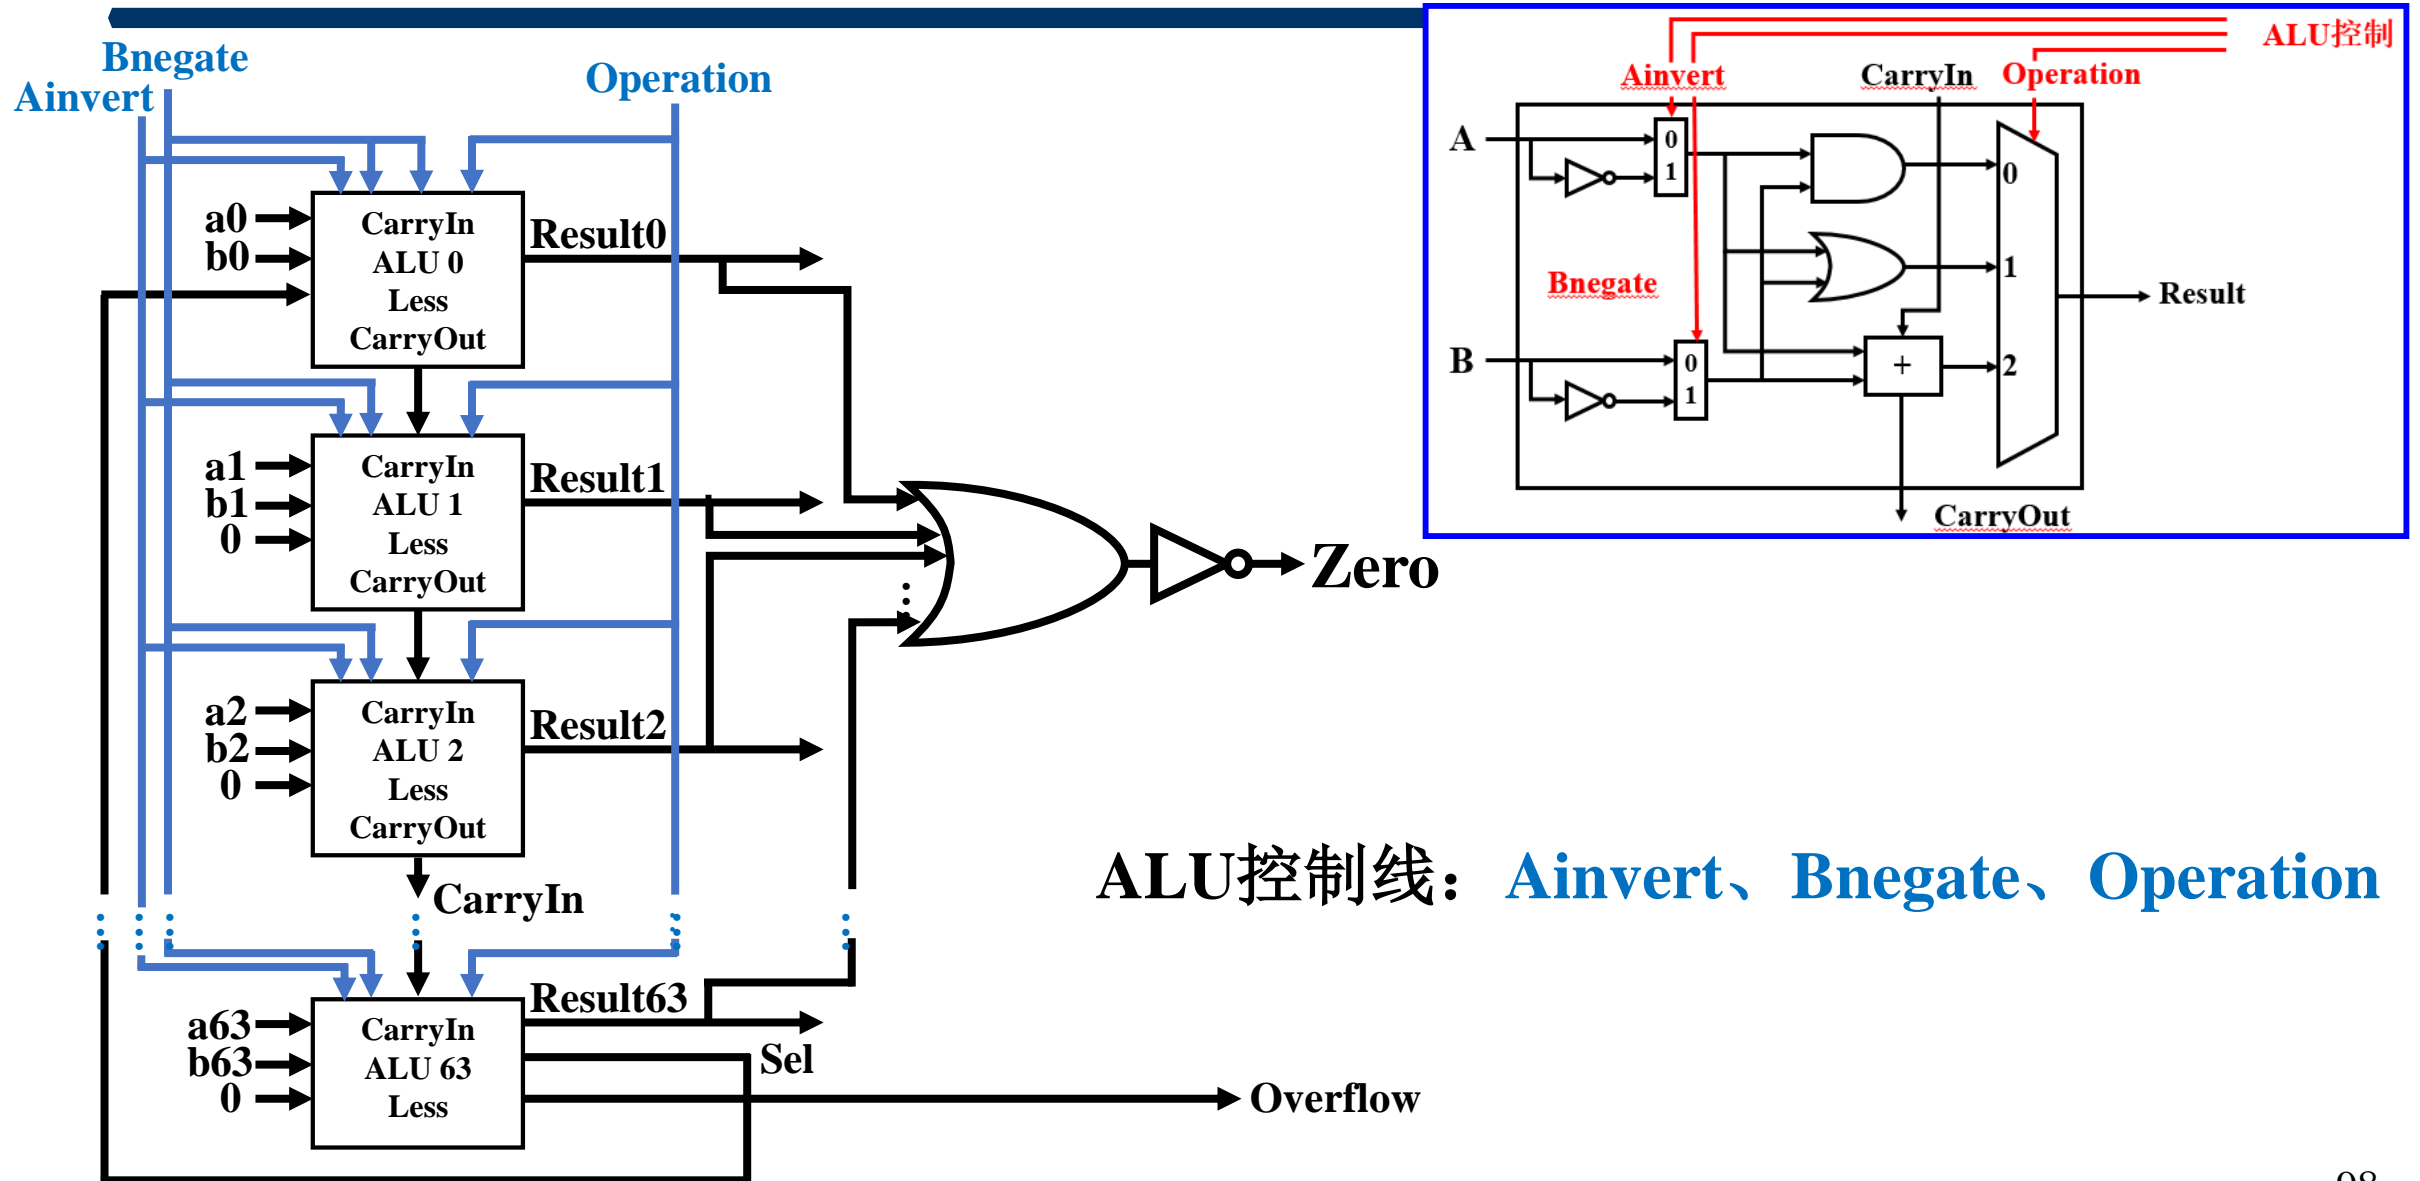 Bnegate
Ainvert
Operation
a0
b0
CarryIn
ALU 0
Less
CarryOut
Result0
a1
b1
0
CarryIn
ALU 1
Less
CarryOut
Result1
a2
b2
0
CarryIn
ALU 2
Less
CarryOut
Result2
CarryIn
a63
b63
0
CarryIn
ALU 63
Less
Result63
Sel
Overflow
Zero
ALU控制
Ainvert
CarryIn
Operation
A
0
1
Bnegate
B
0
1
+
0
1
2
Result
CarryOut
ALU控制线：Ainvert、Bnegate、Operation